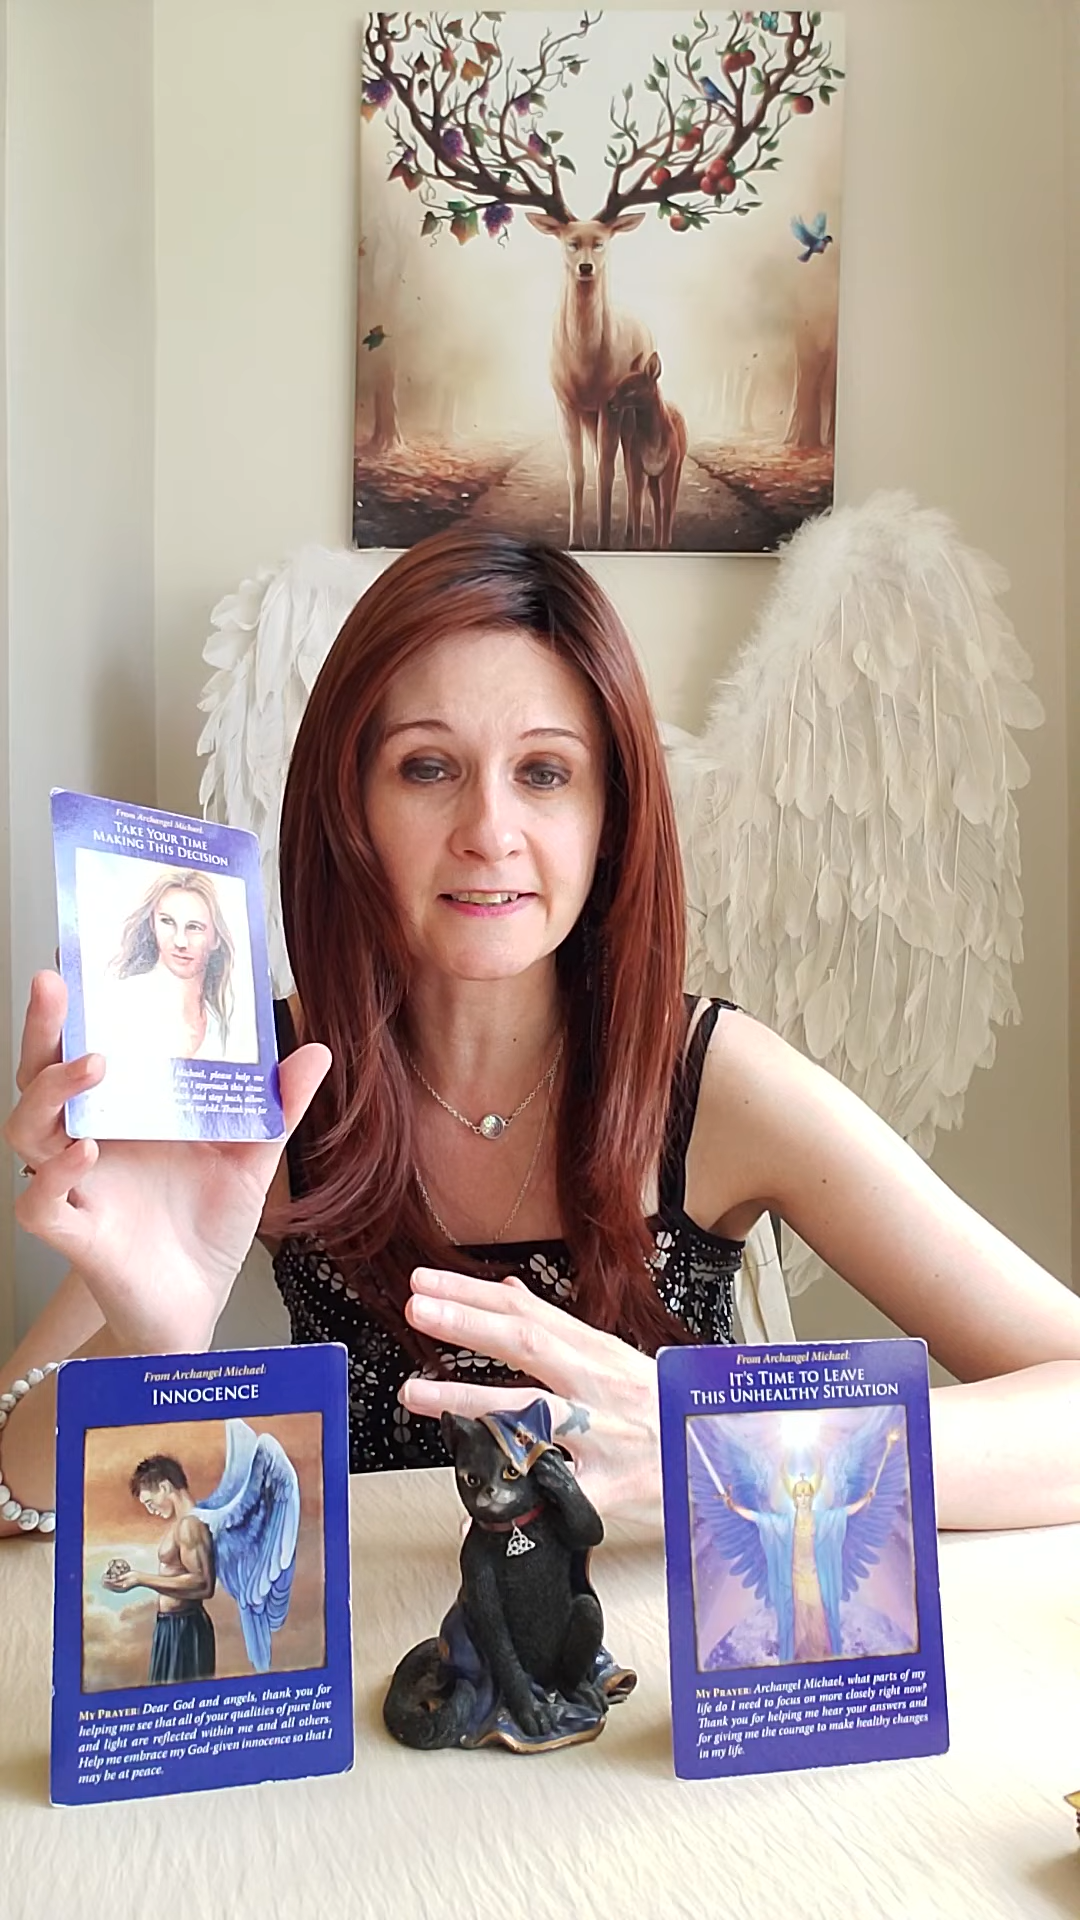 From Archangel Michael:
TAKE YOUR TIME
MAKING THIS DECISION
Michael, please help me
as I approach this situa-
and step back, allow-
unfold. Thank you for
From Archangel Michael:
INNOCENCE
MY PRAYER: Dear God and angels, thank you for
helping me see that all of your qualities of pure love
and light are reflected within me and all others.
Help me embrace my God-given innocence so that I
may be at peace.
From Archangel Michael:
IT'S TIME TO LEAVE
THIS UNHEALTHY SITUATION
MY PRAYER: Archangel Michael, what parts of my
life do I need to focus on more closely right now?
Thank you for helping me hear your answers and
for giving me the courage to make healthy changes
in my life.